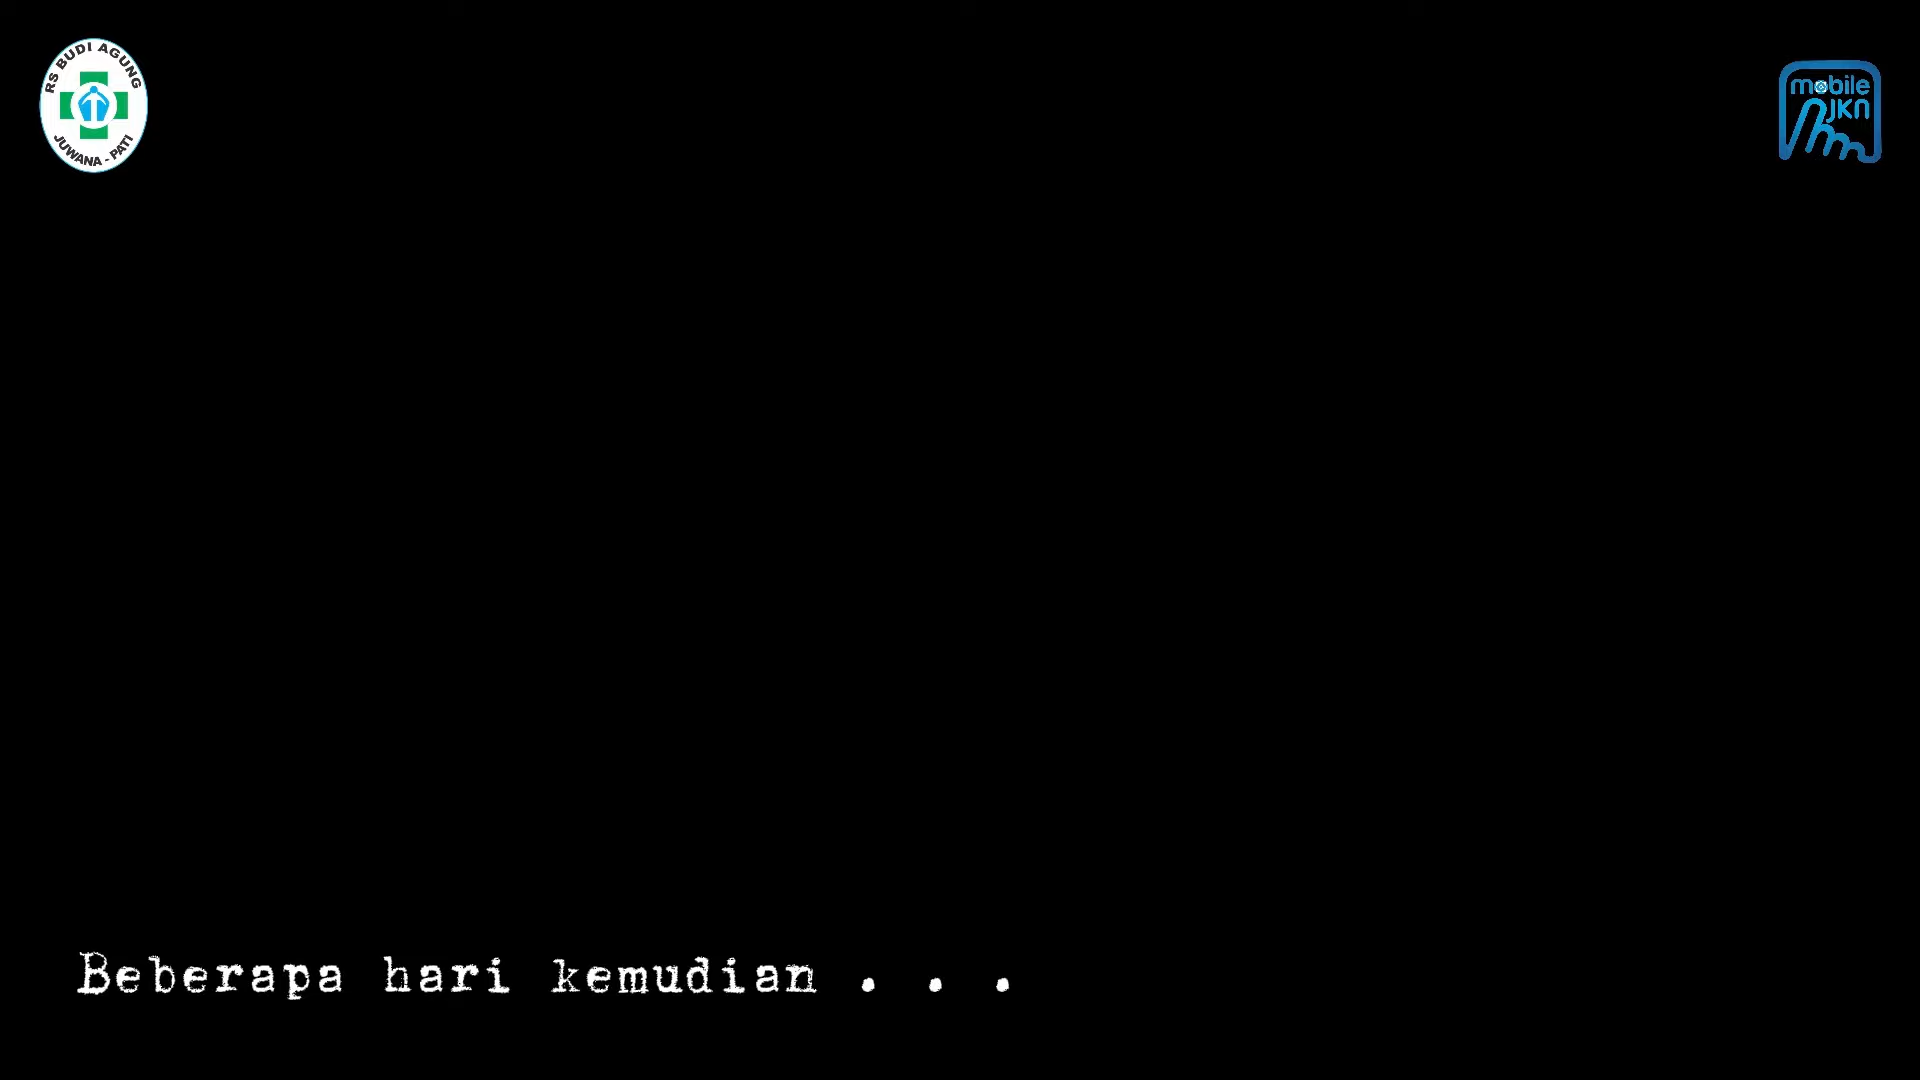 RS BUDI AGUNG
JUWANA - PATI
mobile
JKN
Beberapa hari kemudian . . .